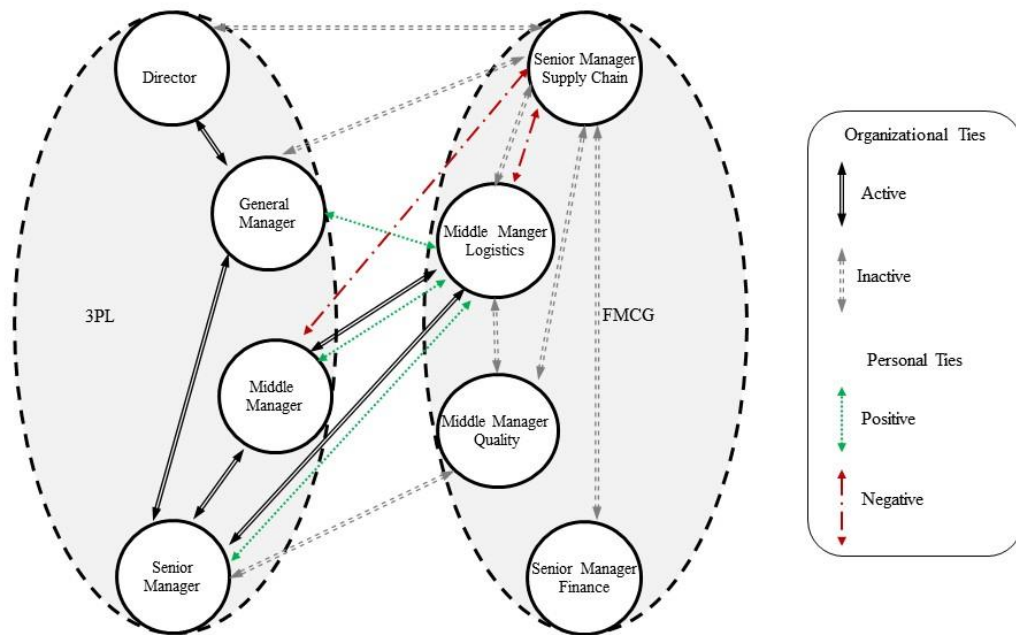 Director
General
Manager
3PL
Middle
Manager
Senior
Manager
Senior Manager
Supply Chain
Middle Manger
Logistics
FMCG
Middle Manager
Quality
Senior Manager
Finance
Organizational Ties
Active
Inactive
Personal Ties
Positive
Negative